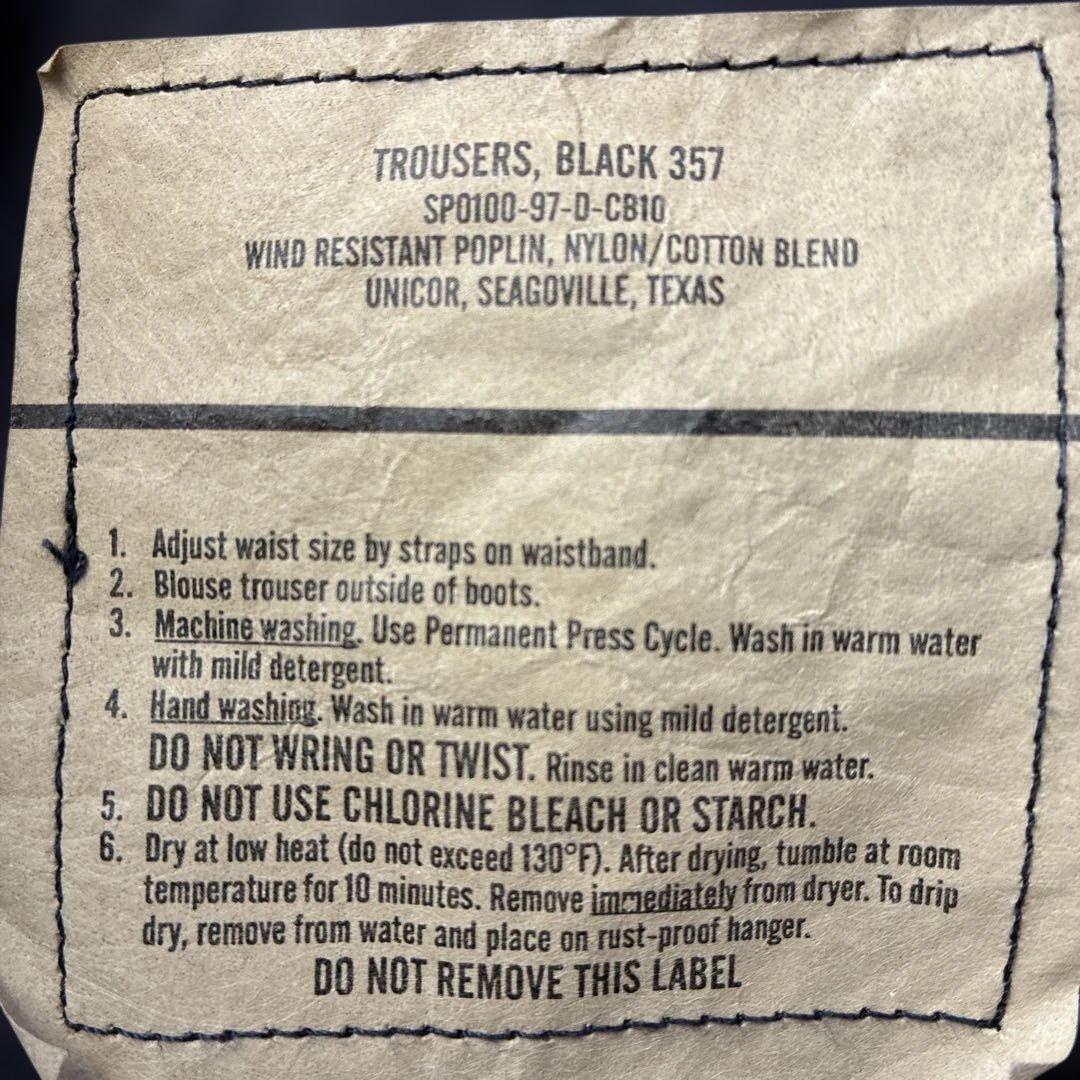 TROUSERS, BLACK 357
SP0100-97-D-CB10
WIND RESISTANT POPLIN, NYLON/COTTON BLEND
UNICOR, SEAGOVILLE, TEXAS
1. Adjust waist size by straps on waistband.
2. Blouse trouser outside of boots.
3. Machine washing. Use Permanent Press Cycle. Wash in warm water
with mild detergent.
4. Hand washing. Wash in warm water using mild detergent.
DO NOT WRING OR TWIST. Rinse in clean warm water.
5. DO NOT USE CHLORINE BLEACH OR STARCH.
6. Dry at low heat (do not exceed 130°F). After drying, tumble at room
temperature for 10 minutes. Remove immediately from dryer. To drip
dry, remove from water and place on rust-proof hanger.
DO NOT REMOVE THIS LABEL